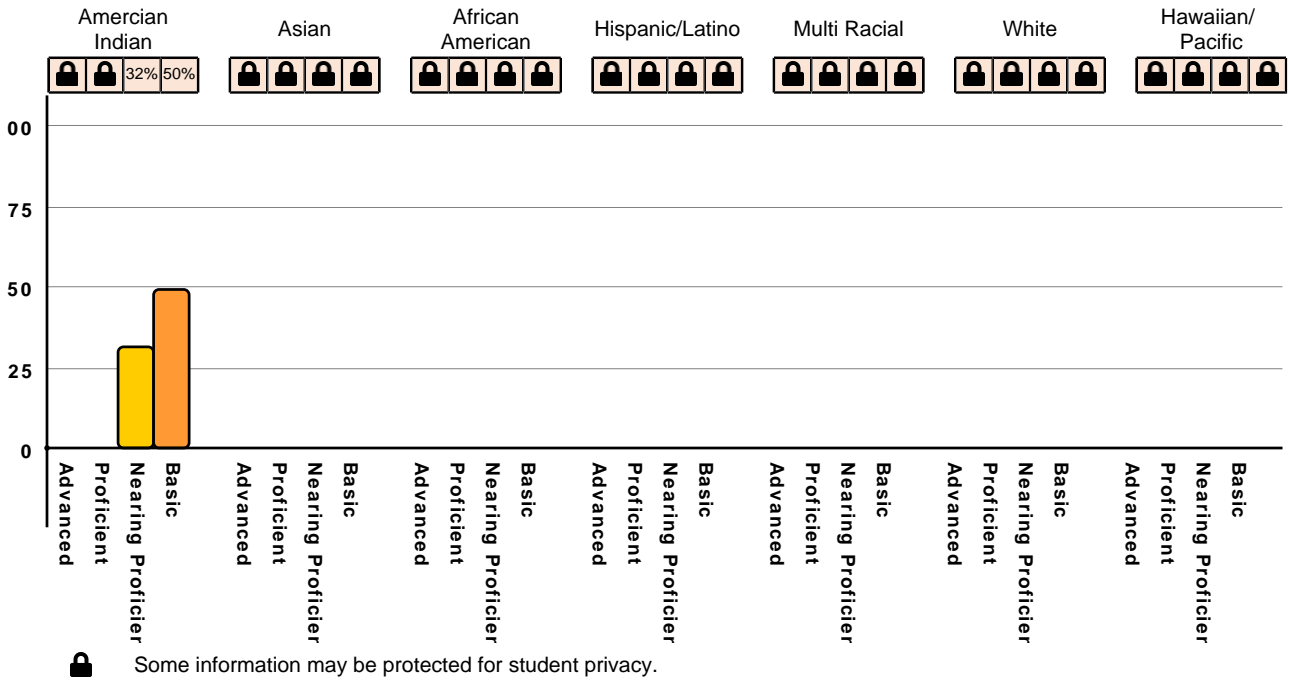 Amercian
Indian
Asian
African
American
Hispanic/Latino
Multi Racial
White
Hawaiian/
Pacific
32% 50%
00
75
50
25
0
Advanced
Proficient
Nearing Proficier
Basic
Advanced
Proficient
Nearing Proficier
Basic
Advanced
Proficient
Nearing Proficier
Basic
Advanced
Proficient
Nearing Proficier
Basic
Advanced
Proficient
Nearing Proficier
Basic
Advanced
Proficient
Nearing Proficier
Basic
Advanced
Proficient
Nearing Proficier
Basic
Some information may be protected for student privacy.